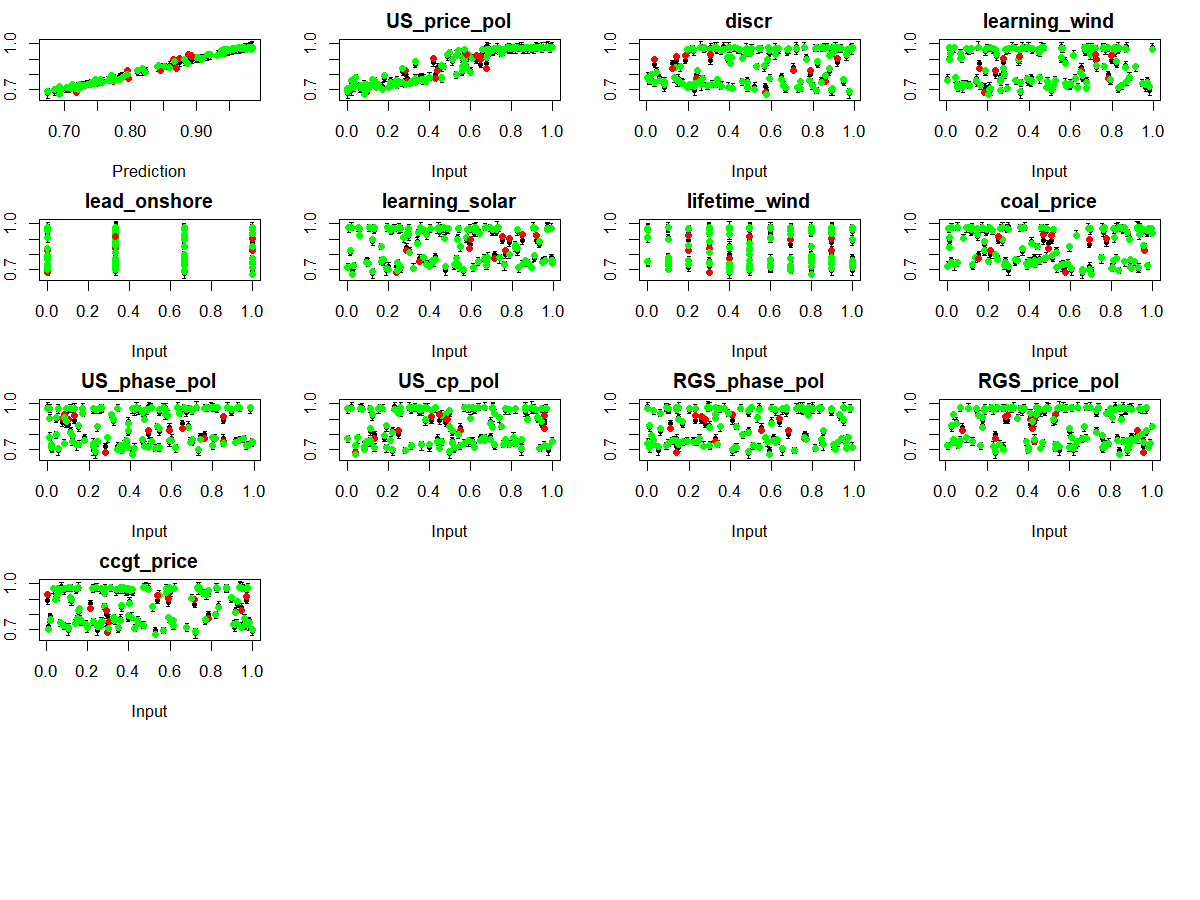 US_price_pol discr learning_wind
0.7 1.0 0.7 1.0 0.7 1.0 0.7 1.0
0.70 0.80 0.90 0.0 0.2 0.4 0.6 0.8 1.0 0.0 0.2 0.4 0.6 0.8 1.0 0.0 0.2 0.4 0.6 0.8 1.0
Prediction Input Input Input
lead_onshore learning_solar lifetime_wind coal_price
0.7 1.0 0.7 1.0 0.7 1.0 0.7 1.0
0.0 0.2 0.4 0.6 0.8 1.0 0.0 0.2 0.4 0.6 0.8 1.0 0.0 0.2 0.4 0.6 0.8 1.0 0.0 0.2 0.4 0.6 0.8 1.0
Input Input Input Input
US_phase_pol US_cp_pol RGS_phase_pol RGS_price_pol
0.7 1.0 0.7 1.0 0.7 1.0 0.7 1.0
0.0 0.2 0.4 0.6 0.8 1.0 0.0 0.2 0.4 0.6 0.8 1.0 0.0 0.2 0.4 0.6 0.8 1.0 0.0 0.2 0.4 0.6 0.8 1.0
Input Input Input Input
ccgt_price
0.7 1.0
0.0 0.2 0.4 0.6 0.8 1.0
Input